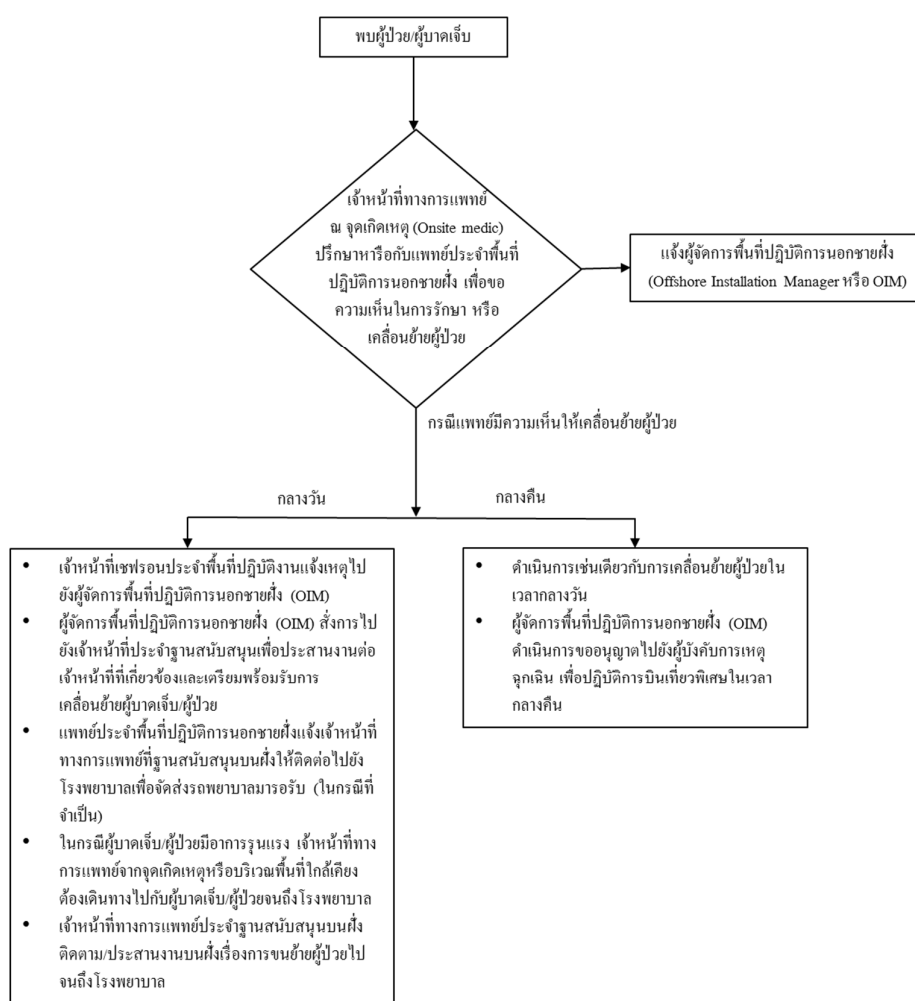 พบผู้ป่วย/ผู้บาดเจ็บ
เจ้าหน้าที่ทางการแพทย์
ณ จุดเกิดเหตุ (Onsite medic)
ปรึกษาหารือกับแพทย์ประจำพื้นที่
ปฏิบัติการนอกชายฝั่ง เพื่อขอ
ความเห็นในการรักษา หรือ
เคลื่อนย้ายผู้ป่วย
แจ้งผู้จัดการพื้นที่ปฏิบัติการนอกชายฝั่ง
(Offshore Installation Manager หรือ OIM)
กรณีแพทย์มีความเห็นให้เคลื่อนย้ายผู้ป่วย
กลางวัน
กลางคืน
• เจ้าหน้าที่เชฟรอนประจำพื้นที่ปฏิบัติงานแจ้งเหตุไป
ยังผู้จัดการพื้นที่ปฏิบัติการนอกชายฝั่ง (OIM)
• ผู้จัดการพื้นที่ปฏิบัติการนอกชายฝั่ง (OIM) สั่งการไป
ยังเจ้าหน้าที่ประจำฐานสนับสนุนเพื่อประสานงานต่อ
เจ้าหน้าที่ที่เกี่ยวข้องและเตรียมพร้อมรับการ
เคลื่อนย้ายผู้บาดเจ็บ/ผู้ป่วย
• แพทย์ประจำพื้นที่ปฏิบัติการนอกชายฝั่งแจ้งเจ้าหน้าที่
ทางการแพทย์ที่ฐานสนับสนุนบนฝั่งให้ติดต่อไปยัง
โรงพยาบาลเพื่อจัดส่งรถพยาบาลมารอรับ (ในกรณีที่
จำเป็น)
• ในกรณีผู้บาดเจ็บ/ผู้ป่วยมีอาการรุนแรง เจ้าหน้าที่ทาง
การแพทย์จากจุดเกิดเหตุหรือบริเวณพื้นที่ใกล้เคียง
ต้องเดินทางไปกับผู้บาดเจ็บ/ผู้ป่วยจนถึงโรงพยาบาล
• เจ้าหน้าที่ทางการแพทย์ประจำฐานสนับสนุนบนฝั่ง
ติดตาม/ประสานงานบนฝั่งเรื่องการขนย้ายผู้ป่วยไป
จนถึงโรงพยาบาล
• ดำเนินการเช่นเดียวกับการเคลื่อนย้ายผู้ป่วยใน
เวลากลางวัน
• ผู้จัดการพื้นที่ปฏิบัติการนอกชายฝั่ง (OIM)
ดำเนินการขออนุญาตไปยังผู้บังคับการเหตุ
ฉุกเฉิน เพื่อปฏิบัติการบินเที่ยวพิเศษในเวลา
กลางคืน